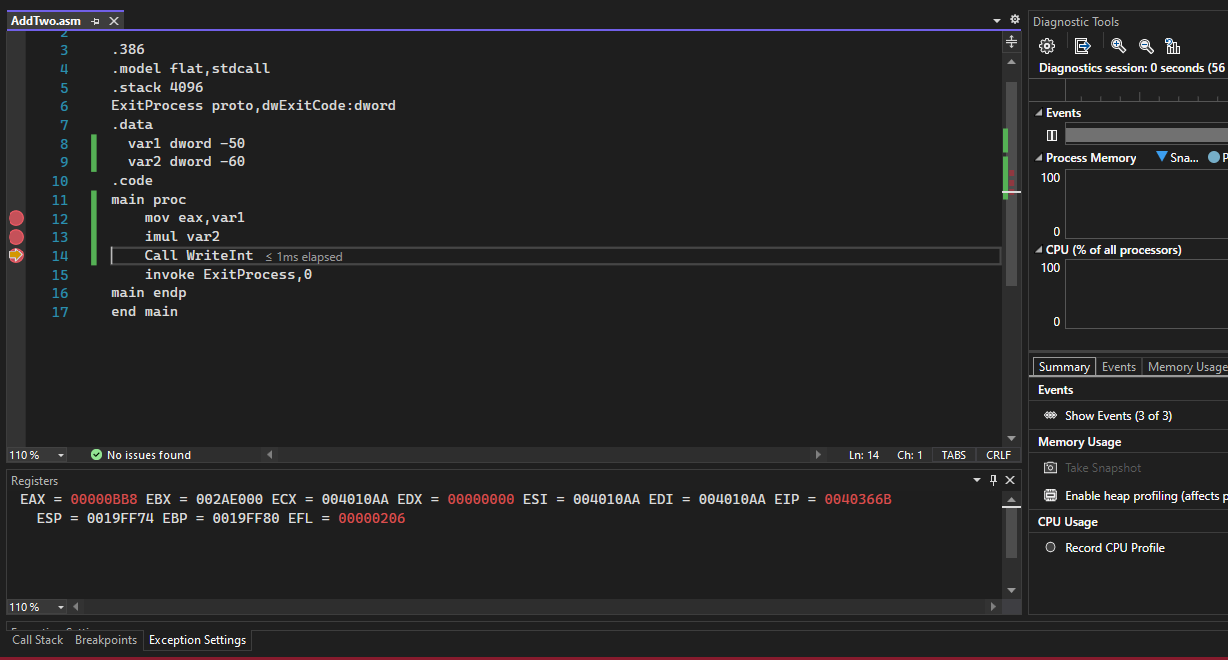 AddTwo.asm
2
3 .386
4 .model flat,stdcall
5 .stack 4096
6 ExitProcess proto,dwExitCode:dword
7 .data
8 var1 dword -50
9 var2 dword -60
10 .code
11 main proc
12 mov eax,var1
13 imul var2
14 Call WriteInt ≤ 1ms elapsed
15 invoke ExitProcess,0
16 main endp
17 end main
110 % No issues found Ln: 14 Ch: 1 TABS CRLF
Registers
EAX = 00000BB8 EBX = 002AE000 ECX = 004010AA EDX = 00000000 ESI = 004010AA EDI = 004010AA EIP = 0040366B
ESP = 0019FF74 EBP = 0019FF80 EFL = 00000206
110 %
Call Stack Breakpoints Exception Settings
Diagnostic Tools
Diagnostics session: 0 seconds (56
Events
Process Memory Sna... P
100
0
CPU (% of all processors)
100
0
Summary Events Memory Usage
Events
Show Events (3 of 3)
Memory Usage
Take Snapshot
Enable heap profiling (affects p
CPU Usage
Record CPU Profile